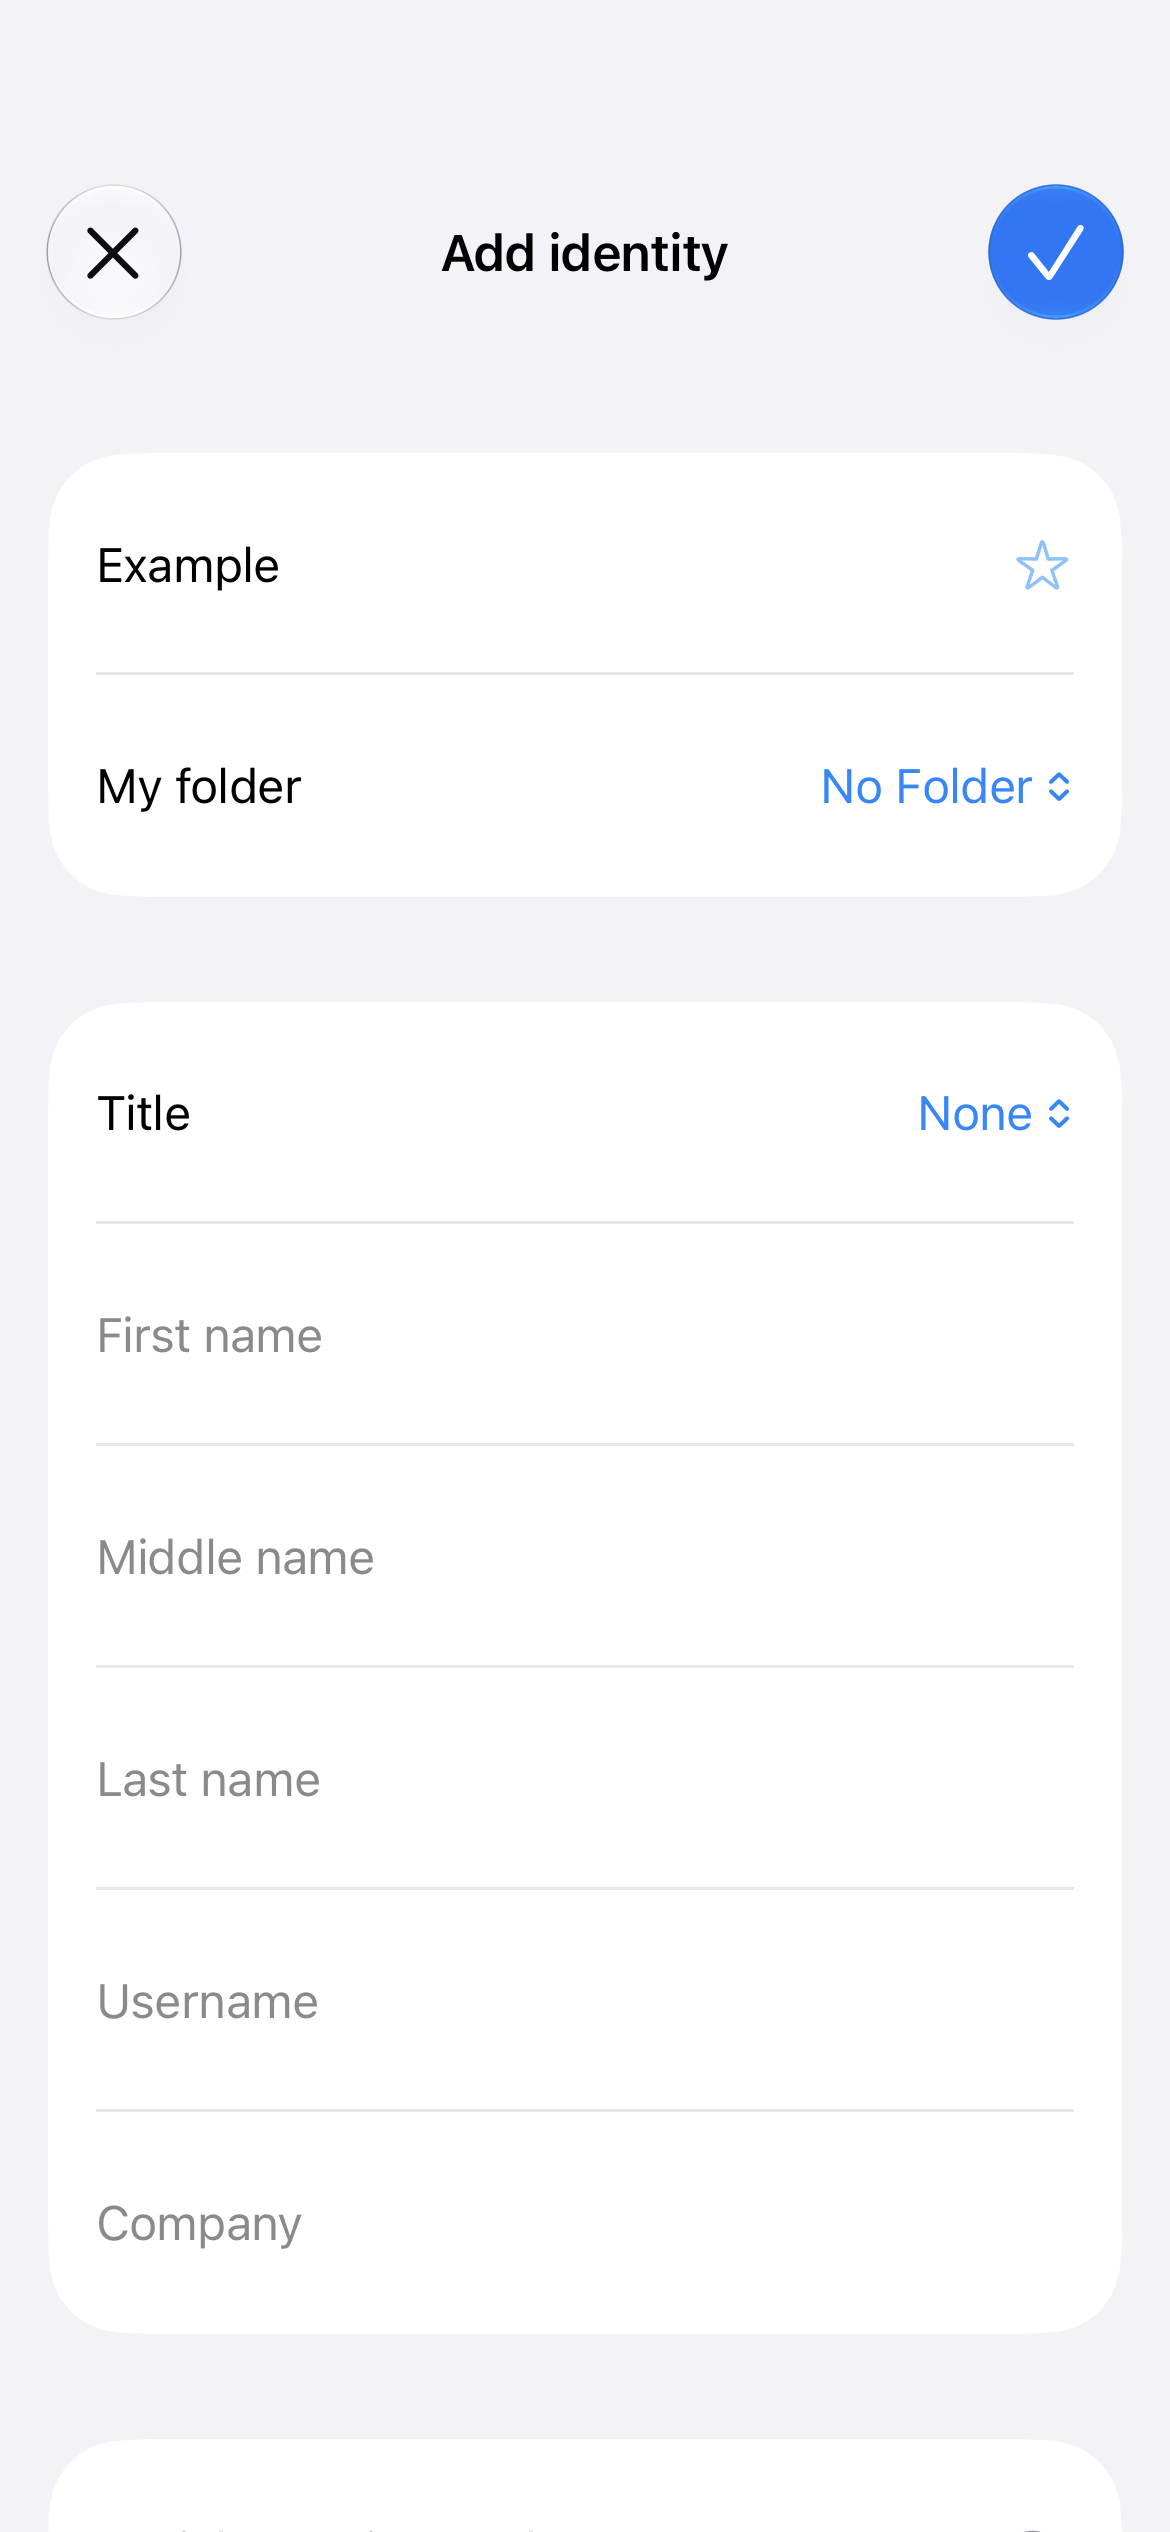 Add identity
Example
My folder
No Folder
Title
None
First name
Middle name
Last name
Username
Company